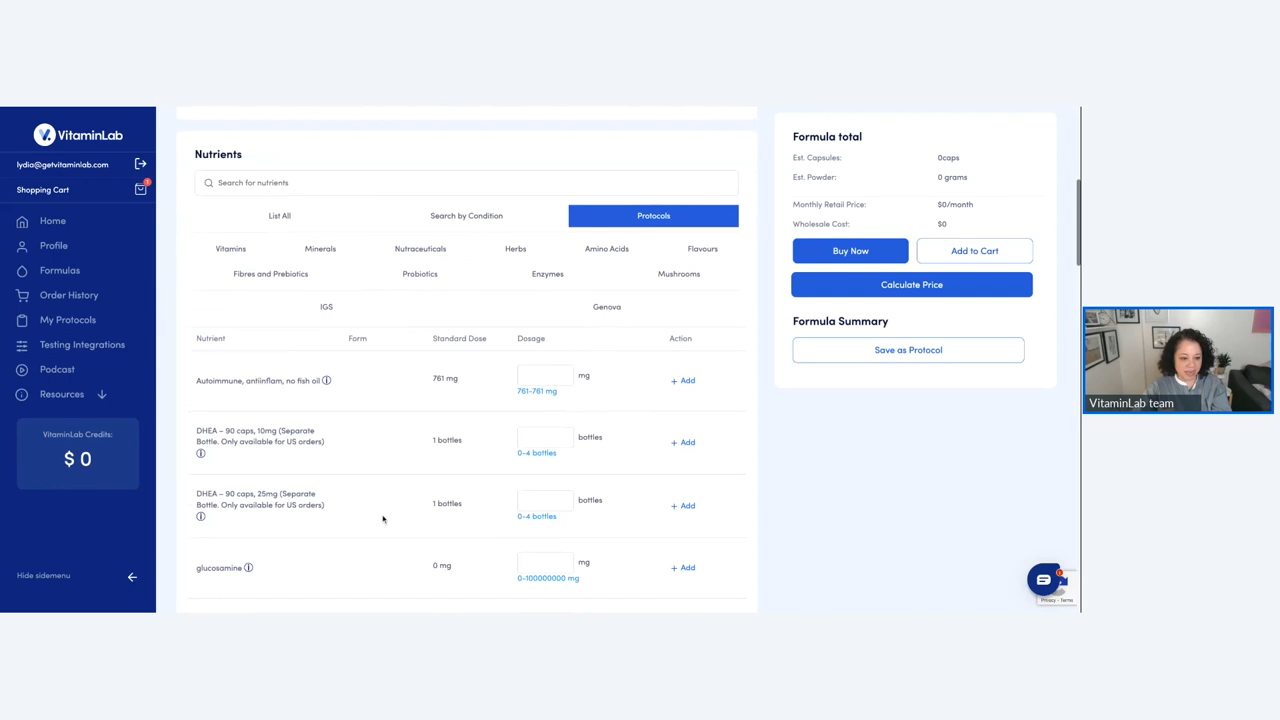 VitaminLab
lydia@getvitaminlab.com
Shopping Cart
1
Home
Profile
Formulas
Order History
My Protocols
Testing Integrations
Podcast
Resources
VitaminLab Credits:
$ 0
Hide sidemenu
Nutrients
Search for nutrients
List All
Search by Condition
Protocols
Vitamins
Minerals
Nutraceuticals
Herbs
Amino Acids
Flavours
Fibres and Prebiotics
Probiotics
Enzymes
Mushrooms
IGS
Genova
Nutrient
Form
Standard Dose
Dosage
Action
Autoimmune, antiinflam, no fish oil
761 mg
mg
761-761 mg
+ Add
DHEA – 90 caps, 10mg (Separate
Bottle. Only available for US orders)
1 bottles
bottles
0-4 bottles
+ Add
DHEA – 90 caps, 25mg (Separate
Bottle. Only available for US orders)
1 bottles
bottles
0-4 bottles
+ Add
glucosamine
0 mg
mg
0-100000000 mg
+ Add
Formula total
Est. Capsules:
0caps
Est. Powder:
0 grams
Monthly Retail Price:
$0/month
Wholesale Cost:
$0
Buy Now
Add to Cart
Calculate Price
Formula Summary
Save as Protocol
1
Privacy - Terms
VitaminLab team